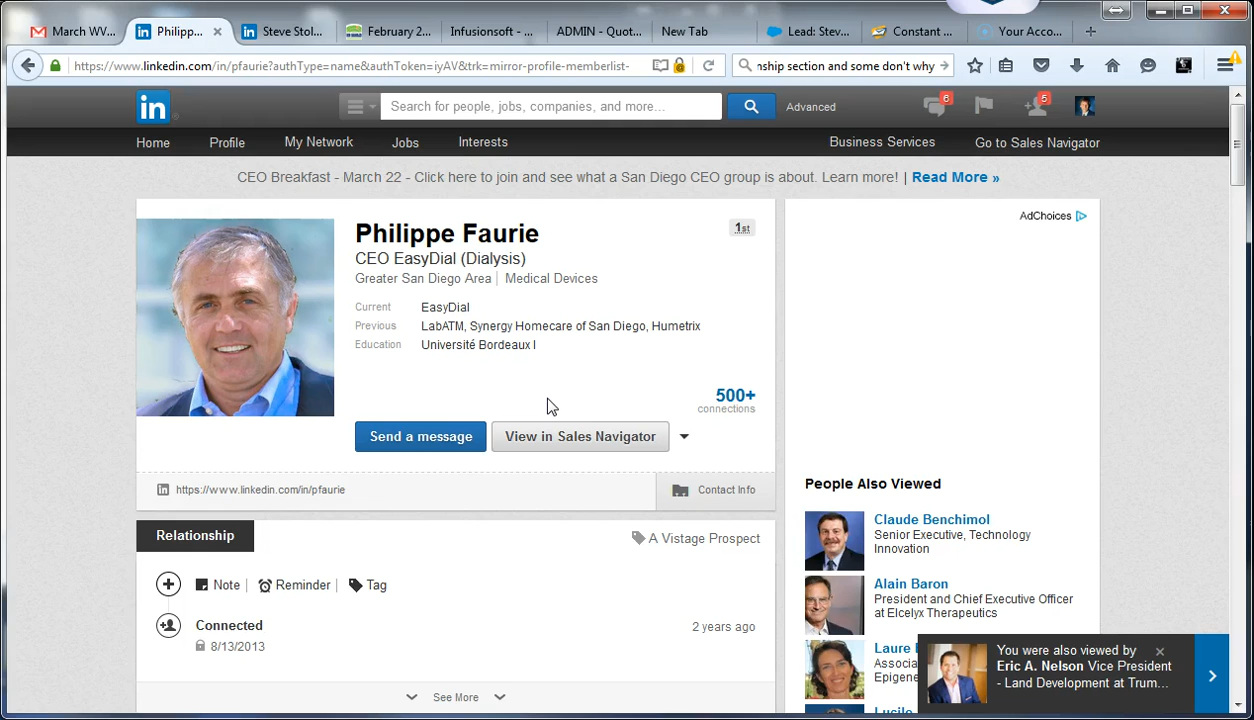 March WV...
Philipp...
Steve Stol...
February 2...
Infusionsoft - ...
ADMIN - Quot...
New Tab
Lead: Stev...
Constant ...
Your Acco...
https://www.linkedin.com/in/pfaurie?authType=name&authToken=iyAV&trk=mirror-profile-memberlist-
nship section and some don't why
in
Search for people, jobs, companies, and more...
Advanced
6
5
Home
Profile
My Network
Jobs
Interests
Business Services
Go to Sales Navigator
CEO Breakfast - March 22 - Click here to join and see what a San Diego CEO group is about. Learn more! | Read More »
AdChoices
Philippe Faurie
1st
CEO EasyDial (Dialysis)
Greater San Diego Area | Medical Devices
Current EasyDial
Previous LabATM, Synergy Homecare of San Diego, Humetrix
Education Université Bordeaux I
500+
connections
Send a message
View in Sales Navigator
https://www.linkedin.com/in/pfaurie
Contact Info
Relationship
A Vistage Prospect
Note | Reminder | Tag
Connected
2 years ago
8/13/2013
See More
People Also Viewed
Claude Benchimol
Senior Executive, Technology
Innovation
Alain Baron
President and Chief Executive Officer
at Elcelyx Therapeutics
Laure
You were also viewed by
Eric A. Nelson Vice President
- Land Development at Trum...